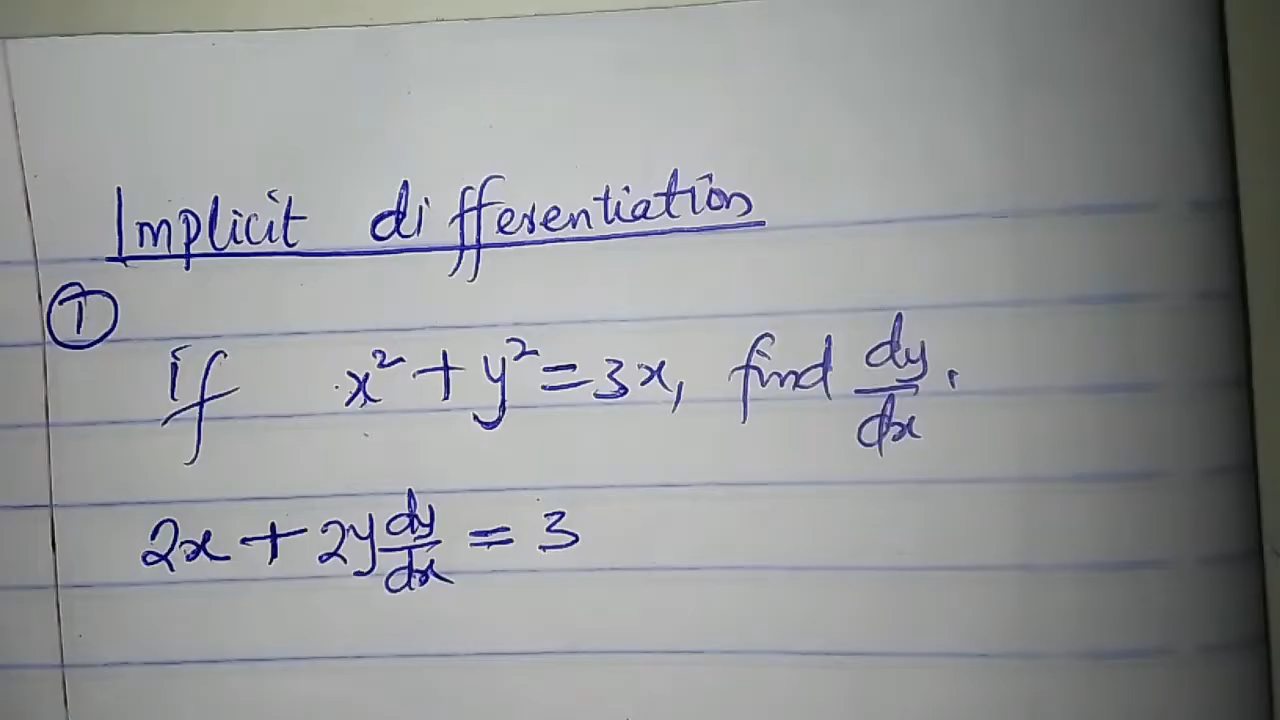 Implicit differentiation
① If x² + y² = 3x, find dy/dx.
2x + 2y dy/dx = 3